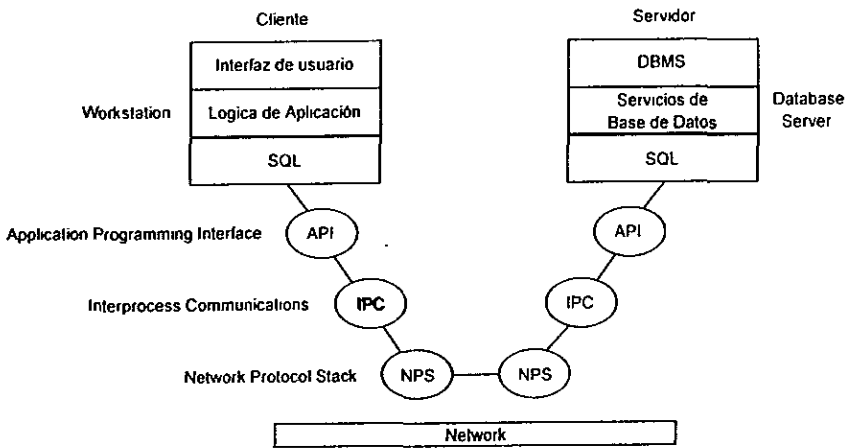 Cliente
Servidor
Interfaz de usuario
DBMS
Workstation
Logica de Aplicación
Servicios de
Base de Datos
Database
Server
SQL
SQL
Application Programming Interface
API
API
Interprocess Communications
IPC
IPC
Network Protocol Stack
NPS
NPS
Network